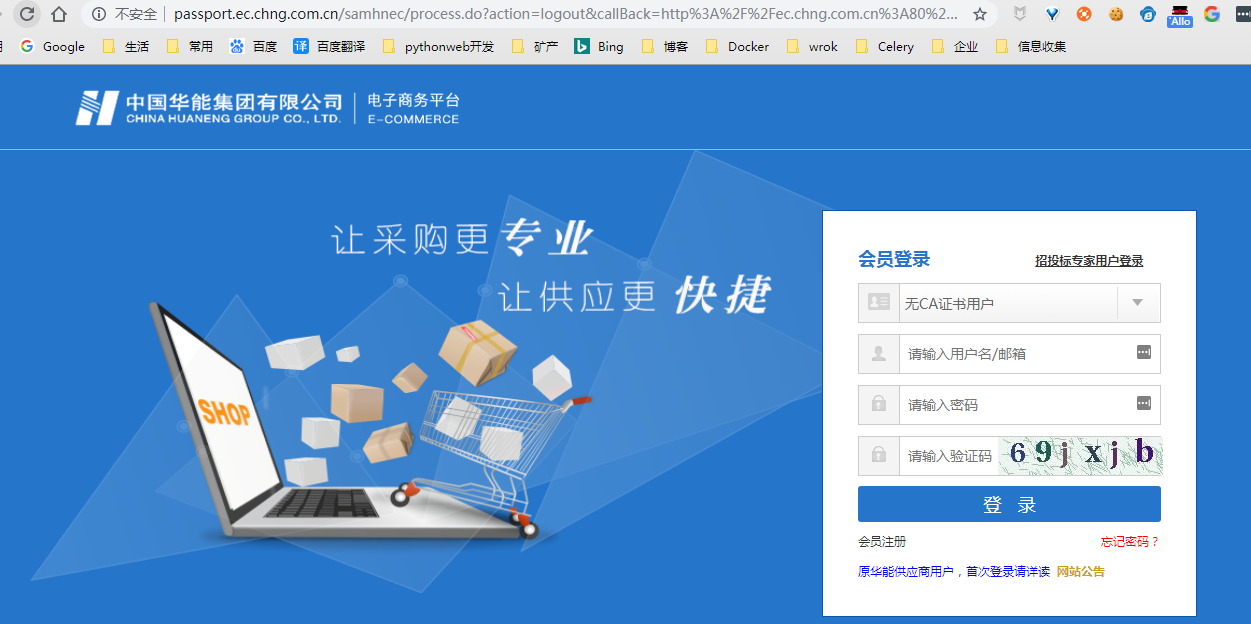 不安全 passport.ec.chng.com.cn/samhnec/process.do?action=logout&callBack=http%3A%2F%2Fec.chng.com.cn%3A80%2...
'Allo
Google 生活 常用 百度 译 百度翻译 pythonweb开发 矿产 Bing 博客 Docker wrok Celery 企业 信息收集
中国华能集团有限公司 电子商务平台
CHINA HUANENG GROUP CO., LTD. E-COMMERCE
让采购更专业
让供应更快捷
SHOP
会员登录 招投标专家用户登录
无CA证书用户
请输入用户名/邮箱
请输入密码
请输入验证码 69jxjb
登 录
会员注册 忘记密码？
原华能供应商用户，首次登录请详读 网站公告